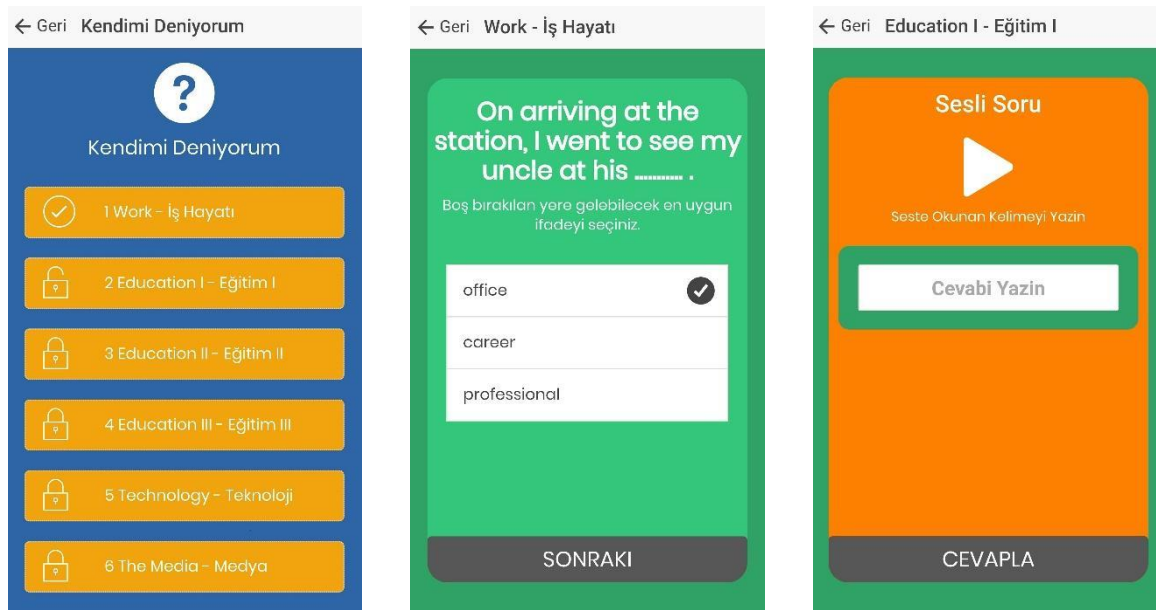 ← Geri Kendimi Deniyorum
?
Kendimi Deniyorum
1 Work - İş Hayatı
2 Education I - Eğitim I
3 Education II - Eğitim II
4 Education III - Eğitim III
5 Technology - Teknoloji
6 The Media - Medya
← Geri Work - İş Hayatı
On arriving at the
station, I went to see my
uncle at his ........... .
Boş bırakılan yere gelebilecek en uygun
ifadeyi seçiniz.
office
career
professional
SONRAKI
← Geri Education I - Eğitim I
Sesli Soru
Seste Okunan Kelimeyi Yazin
Cevabi Yazin
CEVAPLA